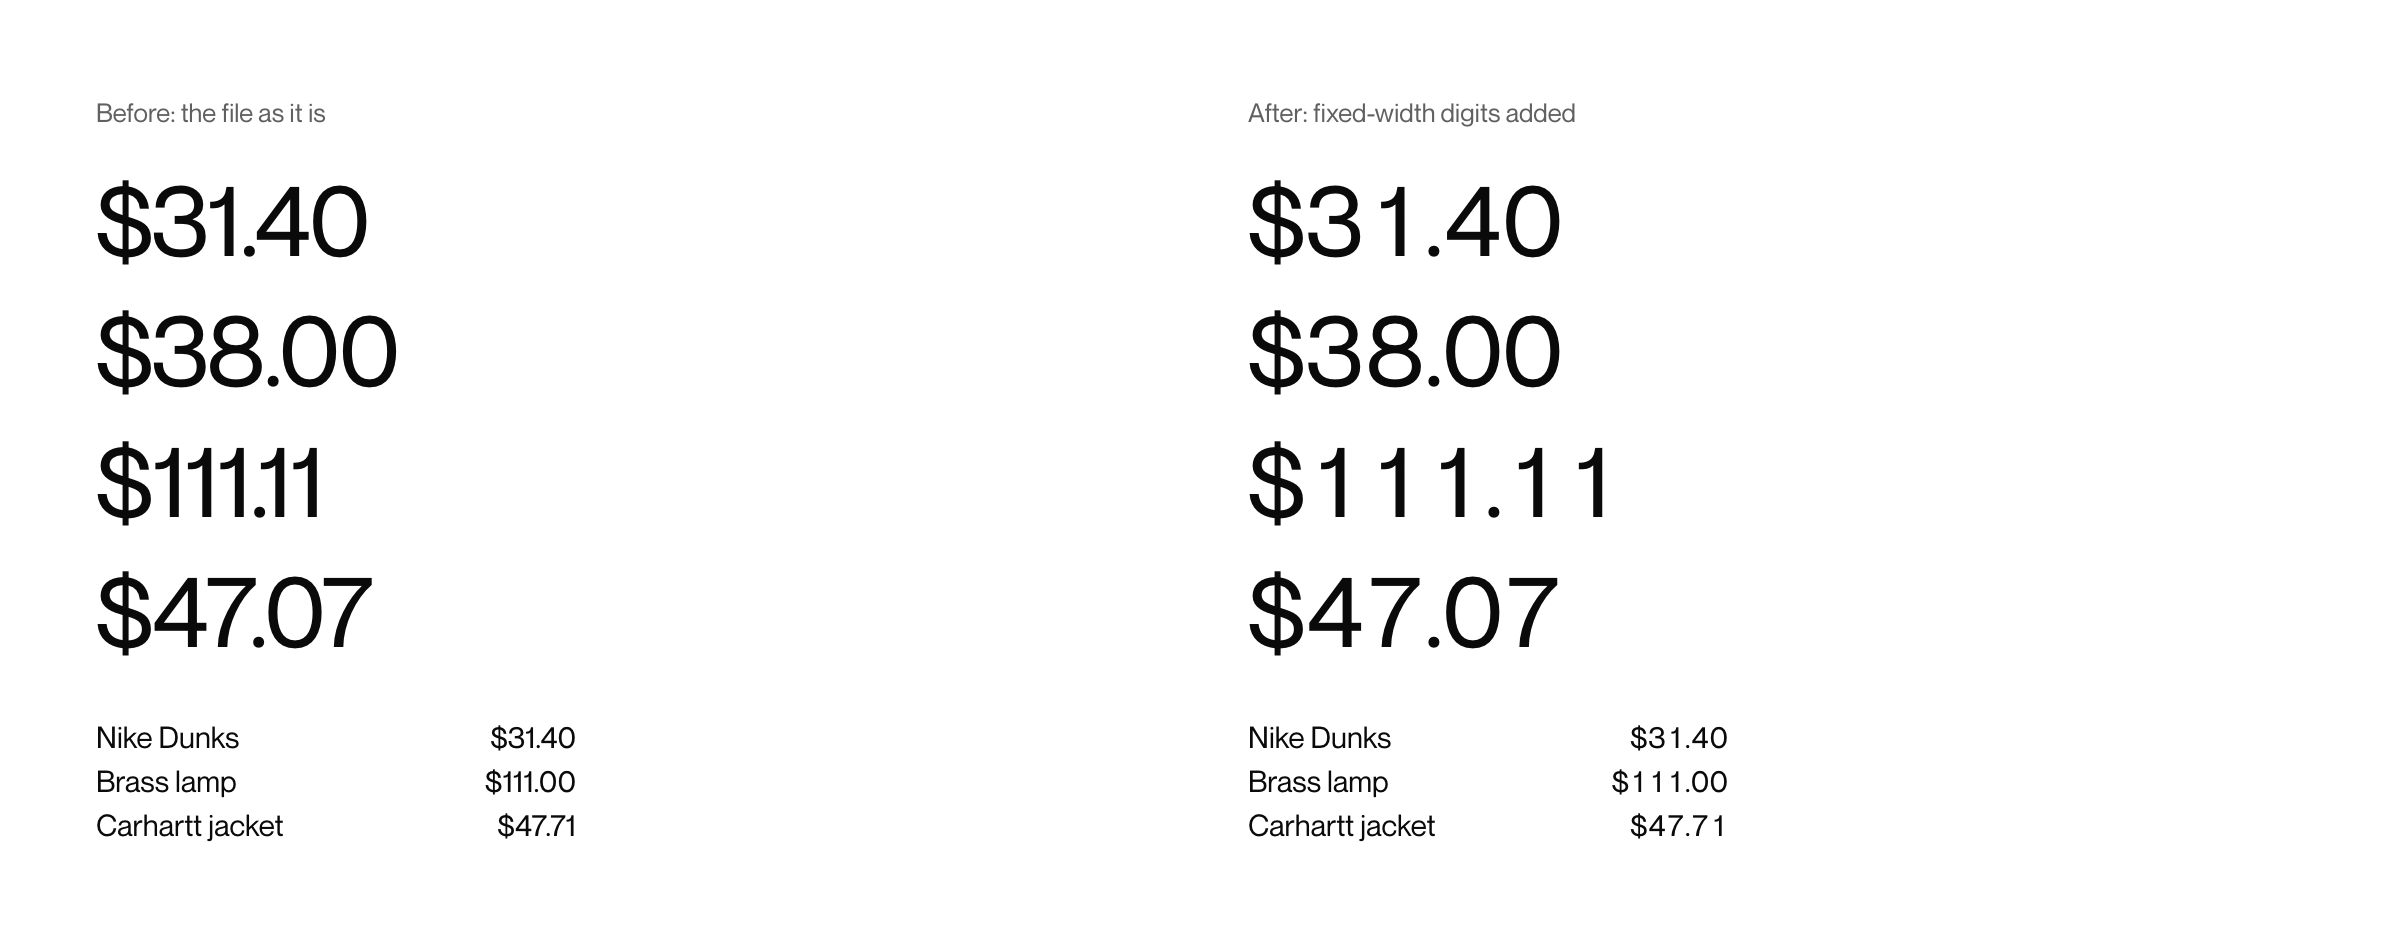 Before: the file as it is
$31.40
$38.00
$111.11
$47.07
Nike Dunks $31.40
Brass lamp $111.00
Carhartt jacket $47.71
After: fixed-width digits added
$31.40
$38.00
$111.11
$47.07
Nike Dunks $31.40
Brass lamp $111.00
Carhartt jacket $47.71